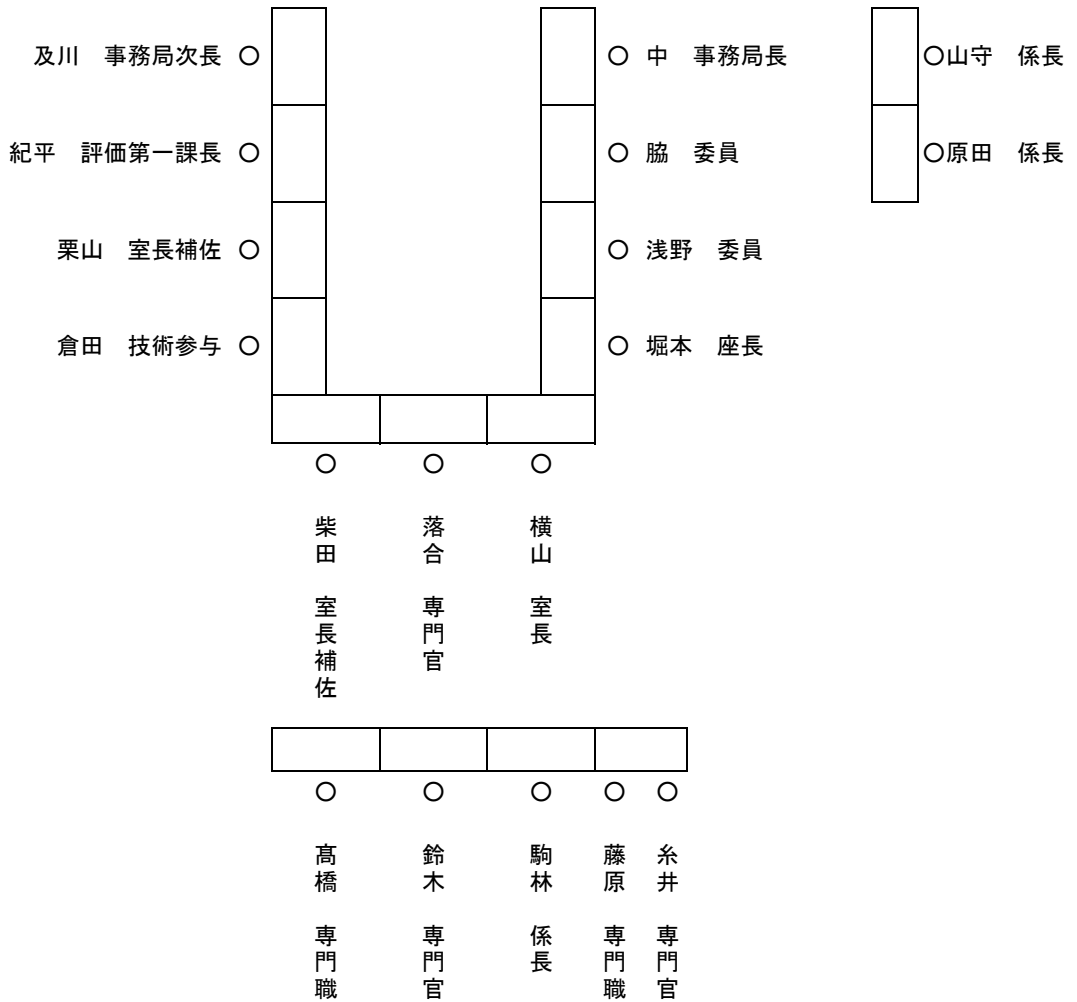 及川　事務局次長 ○
○ 中　事務局長
○山守　係長
紀平　評価第一課長 ○
○ 脇　委員
○原田　係長
栗山　室長補佐 ○
○ 浅野　委員
倉田　技術参与 ○
○ 堀本　座長
○
○
○
柴田　室長補佐
落合　専門官
横山　室長
○
○
○
○
○
髙橋　専門職
鈴木　専門官
駒林　係長
藤原　専門職
糸井　専門官